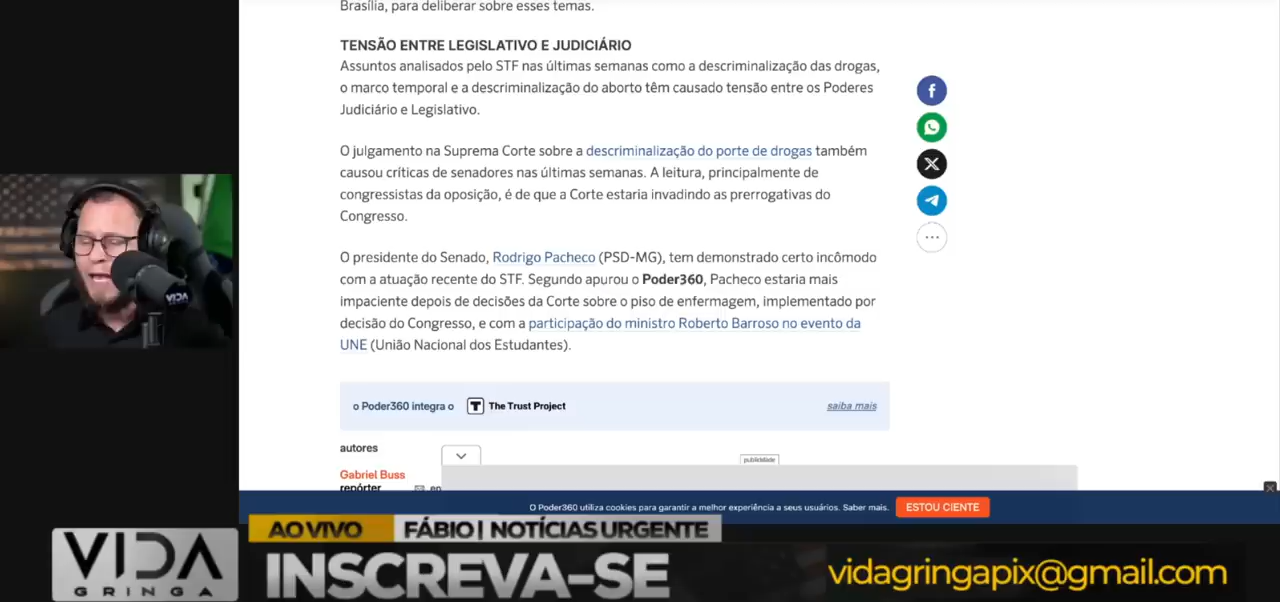 Brasília, para deliberar sobre esses temas.
TENSÃO ENTRE LEGISLATIVO E JUDICIÁRIO
Assuntos analisados pelo STF nas últimas semanas como a descriminalização das drogas,
o marco temporal e a descriminalização do aborto têm causado tensão entre os Poderes
Judiciário e Legislativo.
O julgamento na Suprema Corte sobre a descriminalização do porte de drogas também
causou críticas de senadores nas últimas semanas. A leitura, principalmente de
congressistas da oposição, é de que a Corte estaria invadindo as prerrogativas do
Congresso.
O presidente do Senado, Rodrigo Pacheco (PSD-MG), tem demonstrado certo incômodo
com a atuação recente do STF. Segundo apurou o Poder360, Pacheco estaria mais
impaciente depois de decisões da Corte sobre o piso de enfermagem, implementado por
decisão do Congresso, e com a participação do ministro Roberto Barroso no evento da
UNE (União Nacional dos Estudantes).
o Poder360 integra o T The Trust Project saiba mais
autores
publicidade
Gabriel Buss
repórter
O Poder360 utiliza cookies para garantir a melhor experiência a seus usuários. Saber mais. ESTOU CIENTE
VIDA
AO VIVO FÁBIO | NOTÍCIAS URGENTE
VIDA
GRINGA
INSCREVA-SE
vidagringapix@gmail.com